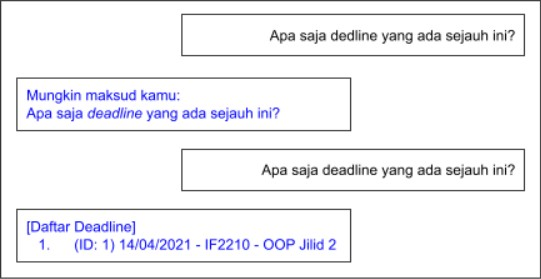 Apa saja dedline yang ada sejauh ini?
Mungkin maksud kamu:
Apa saja deadline yang ada sejauh ini?
Apa saja deadline yang ada sejauh ini?
[Daftar Deadline]
1. (ID: 1) 14/04/2021 - IF2210 - OOP Jilid 2